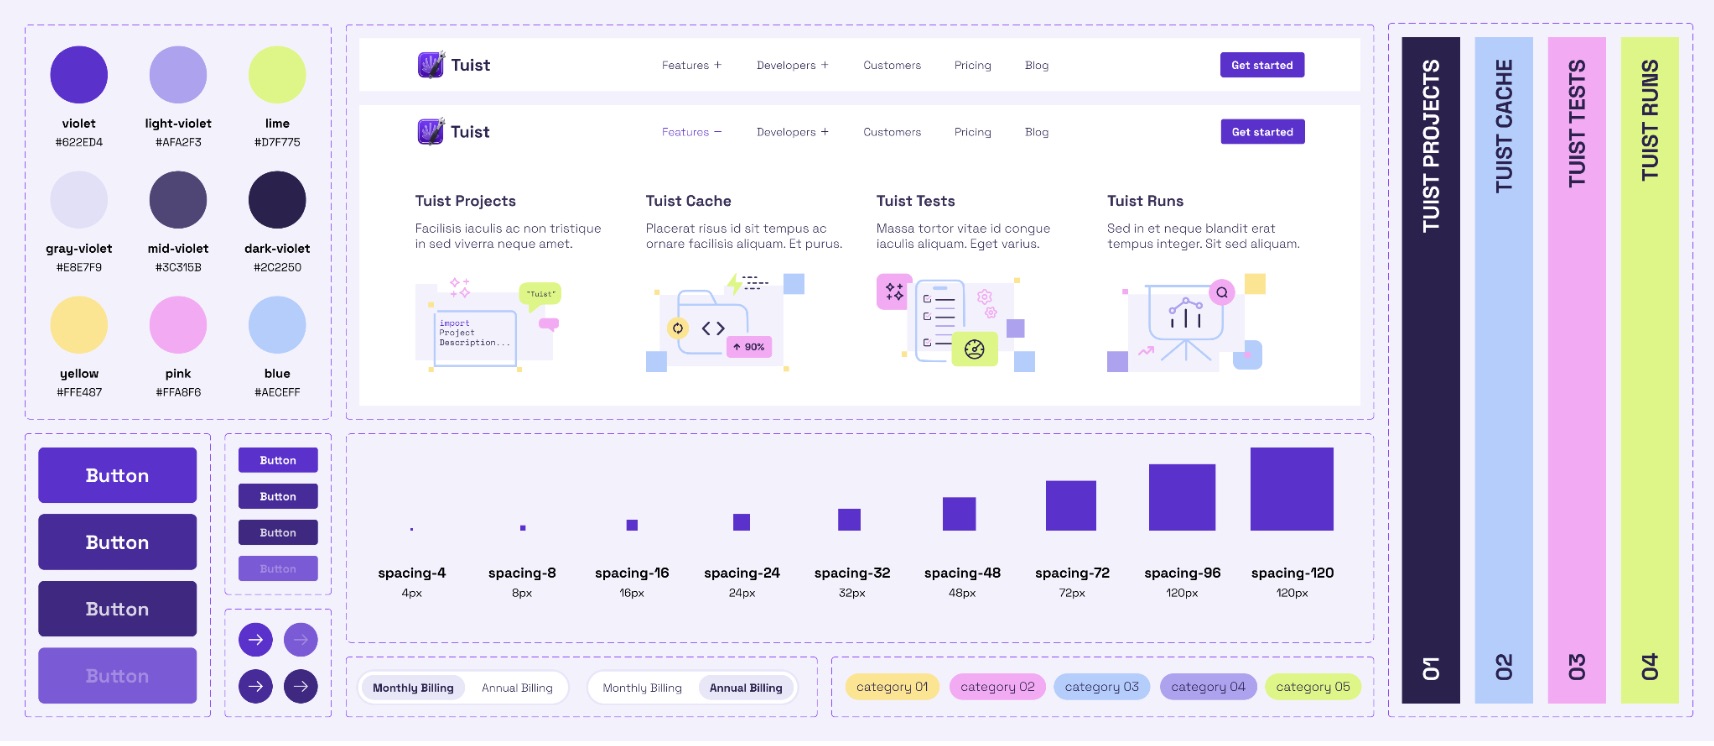 violet
#622ED4
light-violet
#AFA2F3
lime
#D7F775
gray-violet
#E8E7F9
mid-violet
#3C315B
dark-violet
#2C2250
yellow
#FFE487
pink
#FFA8F6
blue
#AECEFF
Tuist
Features +
Developers +
Customers
Pricing
Blog
Get started
Tuist
Features −
Developers +
Customers
Pricing
Blog
Get started
Tuist Projects
Facilisis iaculis ac non tristique
in sed viverra neque amet.
"Tuist"
import
Project
Description...
Tuist Cache
Placerat risus id sit tempus ac
ornare facilisis aliquam. Et purus.
90%
Tuist Tests
Massa tortor vitae id congue
iaculis aliquam. Eget varius.
Tuist Runs
Sed in et neque blandit erat
tempus integer. Sit sed aliquam.
TUIST PROJECTS
01
TUIST CACHE
02
TUIST TESTS
03
TUIST RUNS
04
Button
Button
Button
Button
Button
Button
Button
Button
spacing-4
4px
spacing-8
8px
spacing-16
16px
spacing-24
24px
spacing-32
32px
spacing-48
48px
spacing-72
72px
spacing-96
120px
spacing-120
120px
Monthly Billing
Annual Billing
Monthly Billing
Annual Billing
category 01
category 02
category 03
category 04
category 05